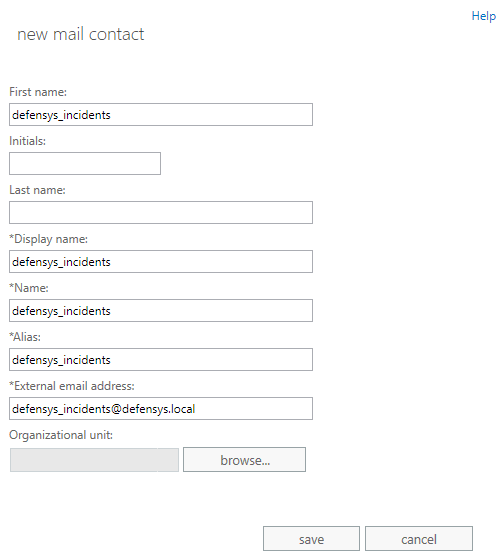 Help
new mail contact
First name:
defensys_incidents
Initials:
Last name:
*Display name:
defensys_incidents
*Name:
defensys_incidents
*Alias:
defensys_incidents
*External email address:
defensys_incidents@defensys.local
Organizational unit:
browse...
save cancel